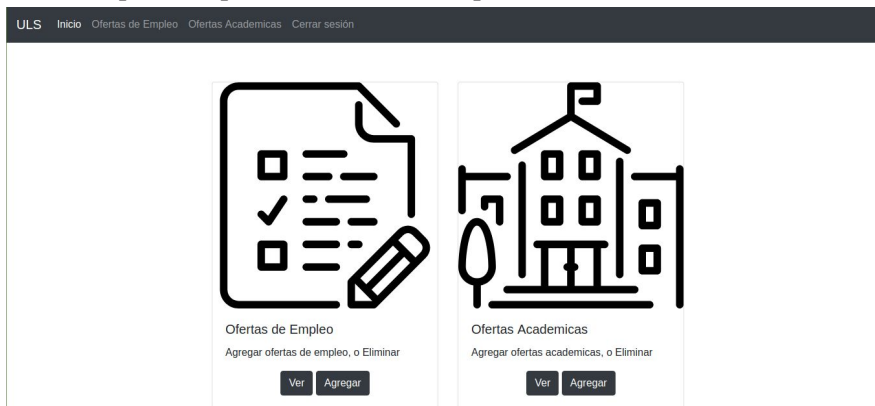 ULS Inicio Ofertas de Empleo Ofertas Academicas Cerrar sesión
Ofertas de Empleo
Agregar ofertas de empleo, o Eliminar
Ver Agregar
Ofertas Academicas
Agregar ofertas academicas, o Eliminar
Ver Agregar